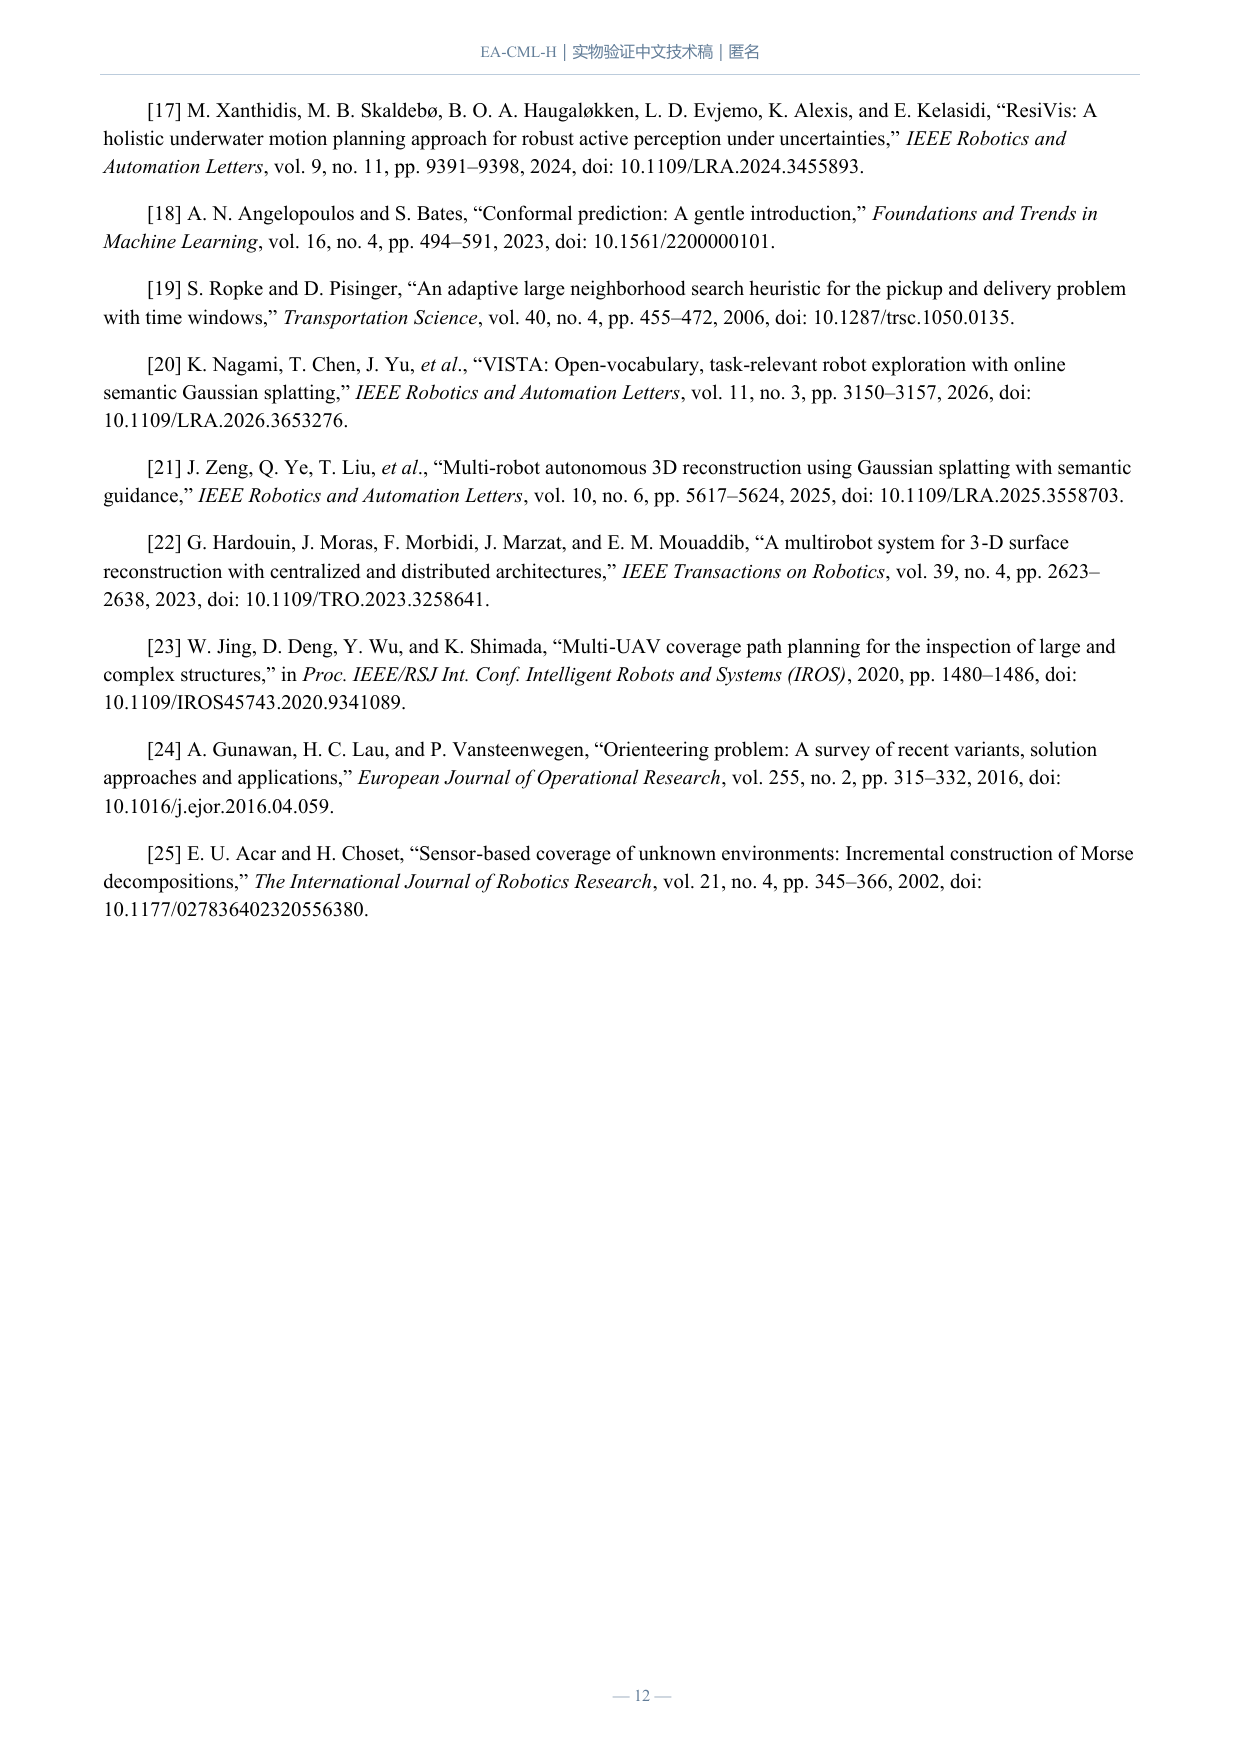 EA-CML-H｜实物验证中文技术稿｜匿名
[17] M. Xanthidis, M. B. Skaldebø, B. O. A. Haugaløkken, L. D. Evjemo, K. Alexis, and E. Kelasidi, “ResiVis: A
holistic underwater motion planning approach for robust active perception under uncertainties,” IEEE Robotics and
Automation Letters, vol. 9, no. 11, pp. 9391–9398, 2024, doi: 10.1109/LRA.2024.3455893.
[18] A. N. Angelopoulos and S. Bates, “Conformal prediction: A gentle introduction,” Foundations and Trends in
Machine Learning, vol. 16, no. 4, pp. 494–591, 2023, doi: 10.1561/2200000101.
[19] S. Ropke and D. Pisinger, “An adaptive large neighborhood search heuristic for the pickup and delivery problem
with time windows,” Transportation Science, vol. 40, no. 4, pp. 455–472, 2006, doi: 10.1287/trsc.1050.0135.
[20] K. Nagami, T. Chen, J. Yu, et al., “VISTA: Open-vocabulary, task-relevant robot exploration with online
semantic Gaussian splatting,” IEEE Robotics and Automation Letters, vol. 11, no. 3, pp. 3150–3157, 2026, doi:
10.1109/LRA.2026.3653276.
[21] J. Zeng, Q. Ye, T. Liu, et al., “Multi-robot autonomous 3D reconstruction using Gaussian splatting with semantic
guidance,” IEEE Robotics and Automation Letters, vol. 10, no. 6, pp. 5617–5624, 2025, doi: 10.1109/LRA.2025.3558703.
[22] G. Hardouin, J. Moras, F. Morbidi, J. Marzat, and E. M. Mouaddib, “A multirobot system for 3-D surface
reconstruction with centralized and distributed architectures,” IEEE Transactions on Robotics, vol. 39, no. 4, pp. 2623–
2638, 2023, doi: 10.1109/TRO.2023.3258641.
[23] W. Jing, D. Deng, Y. Wu, and K. Shimada, “Multi-UAV coverage path planning for the inspection of large and
complex structures,” in Proc. IEEE/RSJ Int. Conf. Intelligent Robots and Systems (IROS), 2020, pp. 1480–1486, doi:
10.1109/IROS45743.2020.9341089.
[24] A. Gunawan, H. C. Lau, and P. Vansteenwegen, “Orienteering problem: A survey of recent variants, solution
approaches and applications,” European Journal of Operational Research, vol. 255, no. 2, pp. 315–332, 2016, doi:
10.1016/j.ejor.2016.04.059.
[25] E. U. Acar and H. Choset, “Sensor-based coverage of unknown environments: Incremental construction of Morse
decompositions,” The International Journal of Robotics Research, vol. 21, no. 4, pp. 345–366, 2002, doi:
10.1177/027836402320556380.
— 12 —